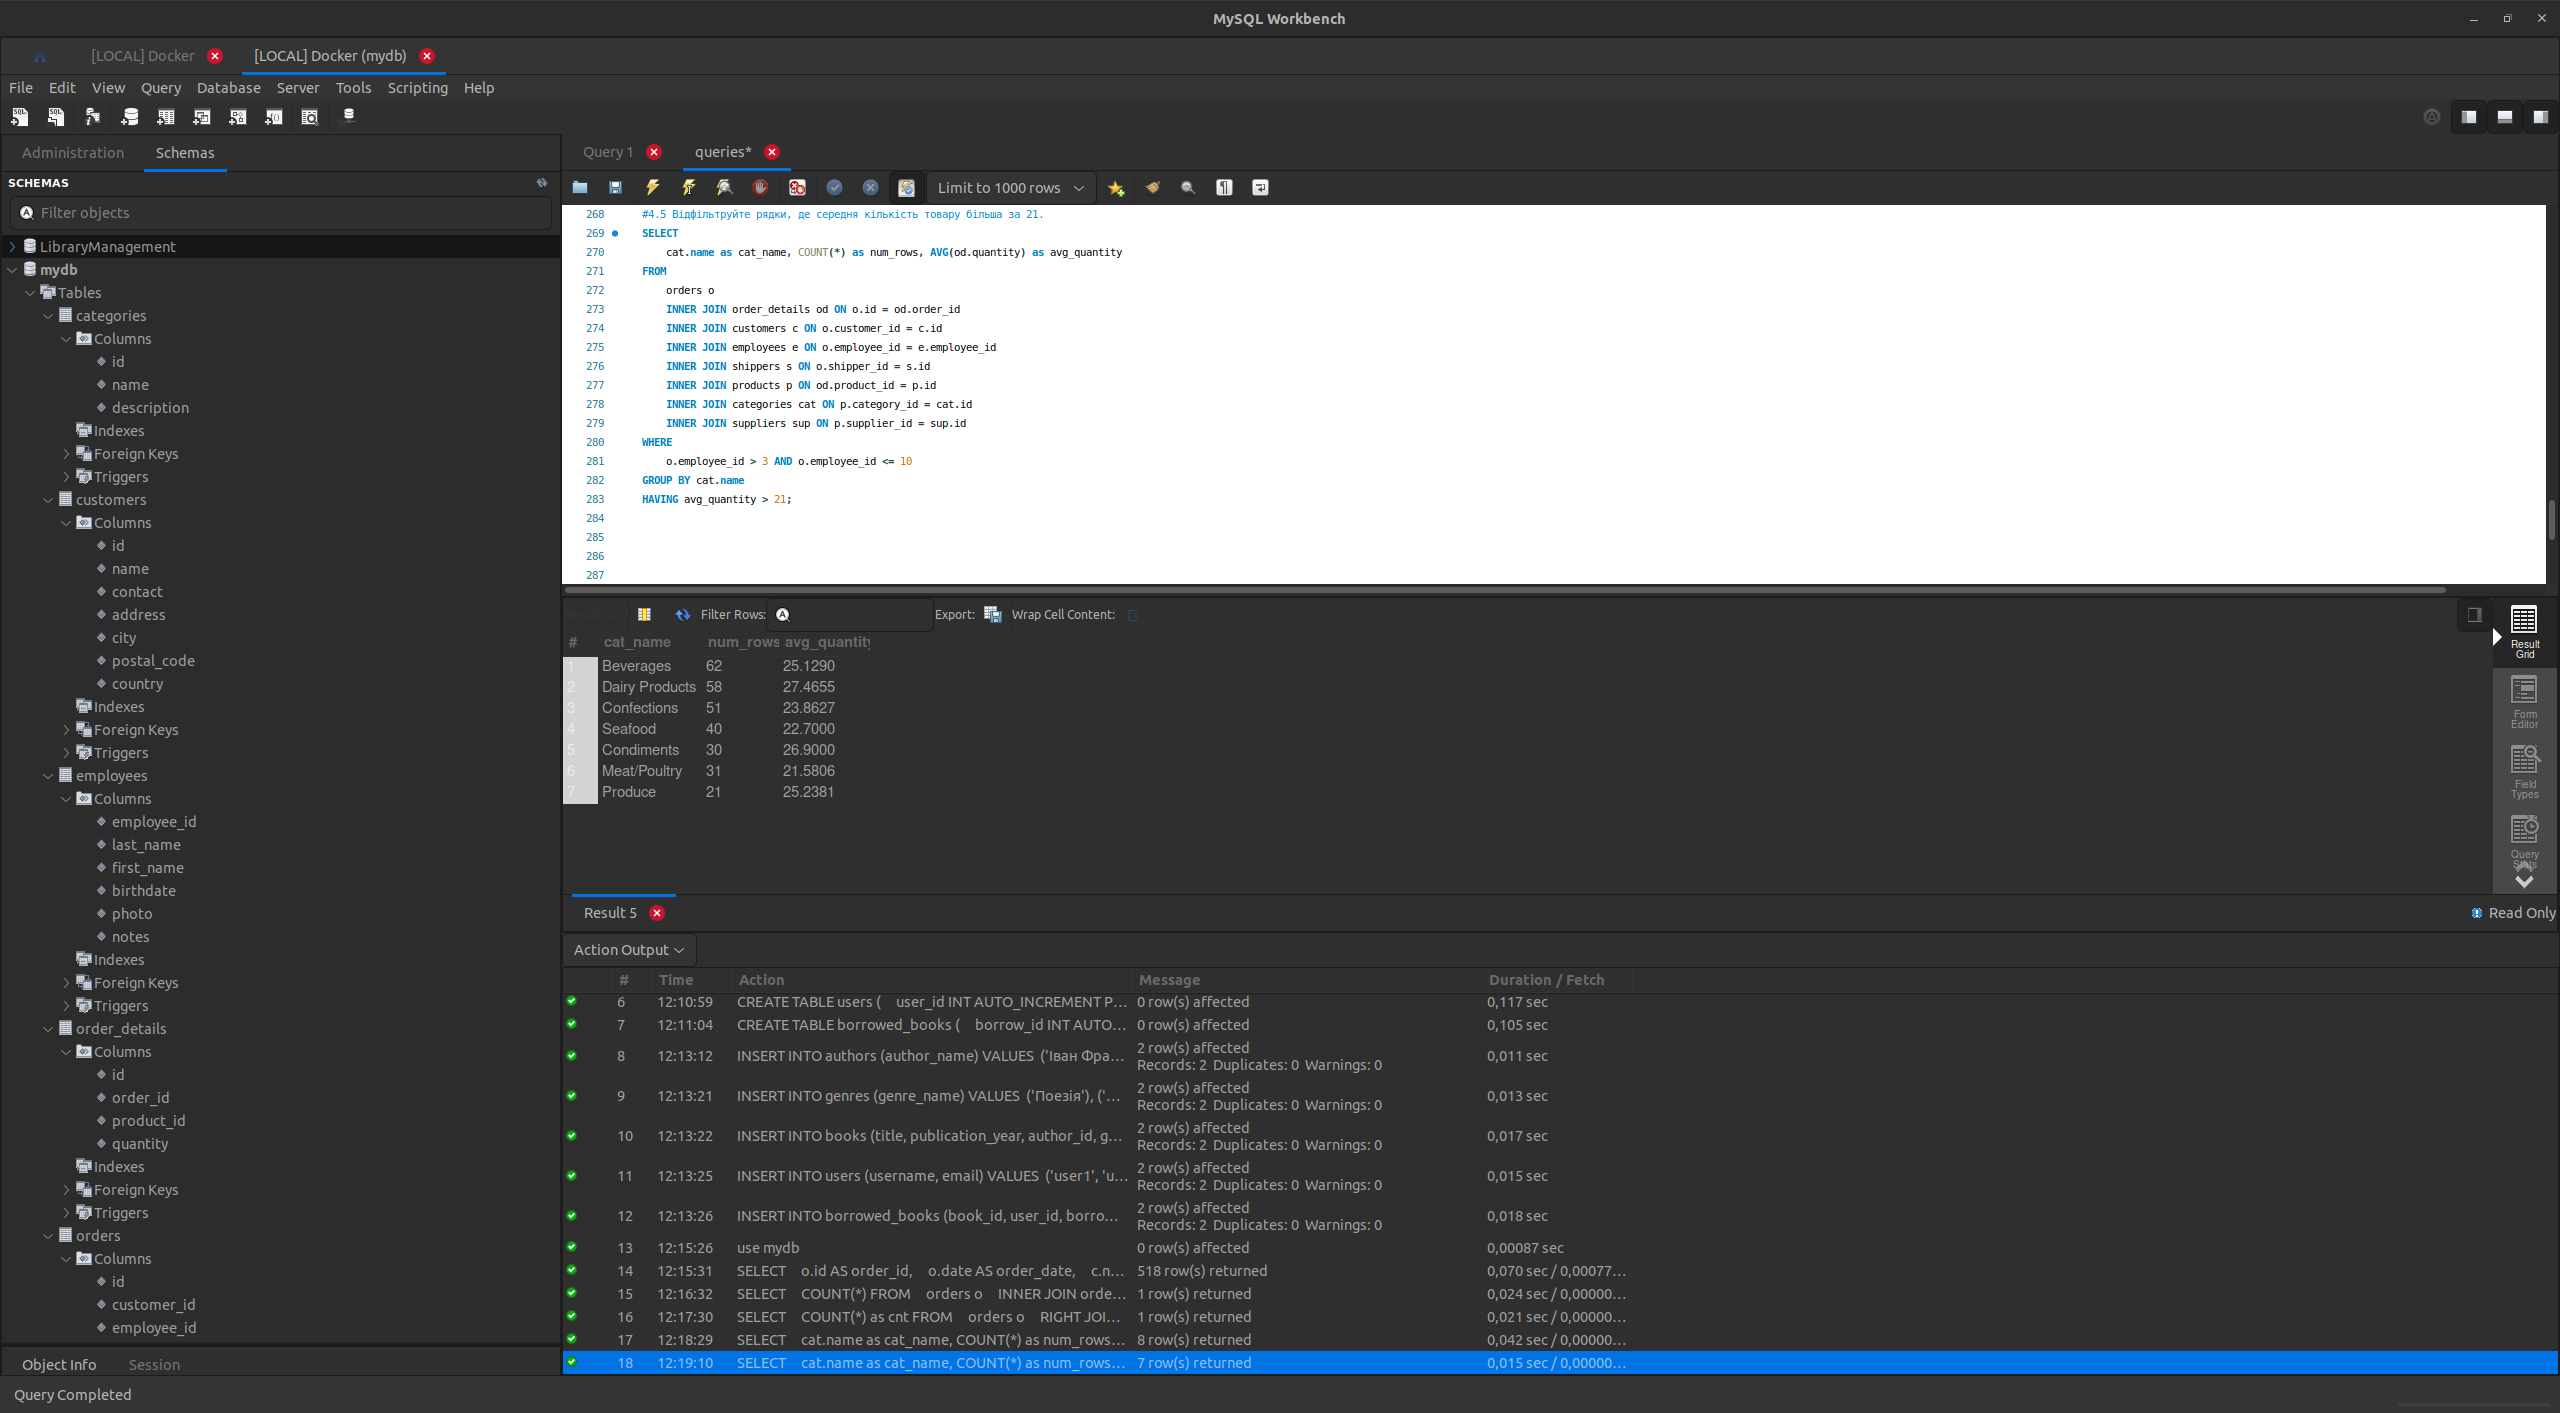 MySQL Workbench
[LOCAL] Docker
[LOCAL] Docker (mydb)
File Edit View Query Database Server Tools Scripting Help
Administration
Schemas
SCHEMAS
Filter objects
LibraryManagement
mydb
Tables
categories
Columns
id
name
description
Indexes
Foreign Keys
Triggers
customers
Columns
id
name
contact
address
city
postal_code
country
Indexes
Foreign Keys
Triggers
employees
Columns
employee_id
last_name
first_name
birthdate
photo
notes
Indexes
Foreign Keys
Triggers
order_details
Columns
id
order_id
product_id
quantity
Indexes
Foreign Keys
Triggers
orders
Columns
id
customer_id
employee_id
Object Info
Session
Query Completed
Query 1
queries*
Limit to 1000 rows
268 #4.5 Відфільтруйте рядки, де середня кількість товару більша за 21.
269 SELECT
270 cat.name as cat_name, COUNT(*) as num_rows, AVG(od.quantity) as avg_quantity
271 FROM
272 orders o
273 INNER JOIN order_details od ON o.id = od.order_id
274 INNER JOIN customers c ON o.customer_id = c.id
275 INNER JOIN employees e ON o.employee_id = e.employee_id
276 INNER JOIN shippers s ON o.shipper_id = s.id
277 INNER JOIN products p ON od.product_id = p.id
278 INNER JOIN categories cat ON p.category_id = cat.id
279 INNER JOIN suppliers sup ON p.supplier_id = sup.id
280 WHERE
281 o.employee_id > 3 AND o.employee_id <= 10
282 GROUP BY cat.name
283 HAVING avg_quantity > 21;
284
285
286
287
Filter Rows:
Export:
Wrap Cell Content:
# cat_name num_rows avg_quantity
1 Beverages 62 25.1290
2 Dairy Products 58 27.4655
3 Confections 51 23.8627
4 Seafood 40 22.7000
5 Condiments 30 26.9000
6 Meat/Poultry 31 21.5806
7 Produce 21 25.2381
Result Grid
Form Editor
Field Types
Query Stats
Result 5
Read Only
Action Output
# Time Action Message Duration / Fetch
6 12:10:59 CREATE TABLE users ( user_id INT AUTO_INCREMENT P... 0 row(s) affected 0,117 sec
7 12:11:04 CREATE TABLE borrowed_books ( borrow_id INT AUTO... 0 row(s) affected 0,105 sec
8 12:13:12 INSERT INTO authors (author_name) VALUES ('Іван Фра... 2 row(s) affected Records: 2 Duplicates: 0 Warnings: 0 0,011 sec
9 12:13:21 INSERT INTO genres (genre_name) VALUES ('Поезія'), ('... 2 row(s) affected Records: 2 Duplicates: 0 Warnings: 0 0,013 sec
10 12:13:22 INSERT INTO books (title, publication_year, author_id, g... 2 row(s) affected Records: 2 Duplicates: 0 Warnings: 0 0,017 sec
11 12:13:25 INSERT INTO users (username, email) VALUES ('user1', 'u... 2 row(s) affected Records: 2 Duplicates: 0 Warnings: 0 0,015 sec
12 12:13:26 INSERT INTO borrowed_books (book_id, user_id, borro... 2 row(s) affected Records: 2 Duplicates: 0 Warnings: 0 0,018 sec
13 12:15:26 use mydb 0 row(s) affected 0,00087 sec
14 12:15:31 SELECT o.id AS order_id, o.date AS order_date, c.n... 518 row(s) returned 0,070 sec / 0,00077...
15 12:16:32 SELECT COUNT(*) FROM orders o INNER JOIN orde... 1 row(s) returned 0,024 sec / 0,00000...
16 12:17:30 SELECT COUNT(*) as cnt FROM orders o RIGHT JOI... 1 row(s) returned 0,021 sec / 0,00000...
17 12:18:29 SELECT cat.name as cat_name, COUNT(*) as num_rows... 8 row(s) returned 0,042 sec / 0,00000...
18 12:19:10 SELECT cat.name as cat_name, COUNT(*) as num_rows... 7 row(s) returned 0,015 sec / 0,00000...